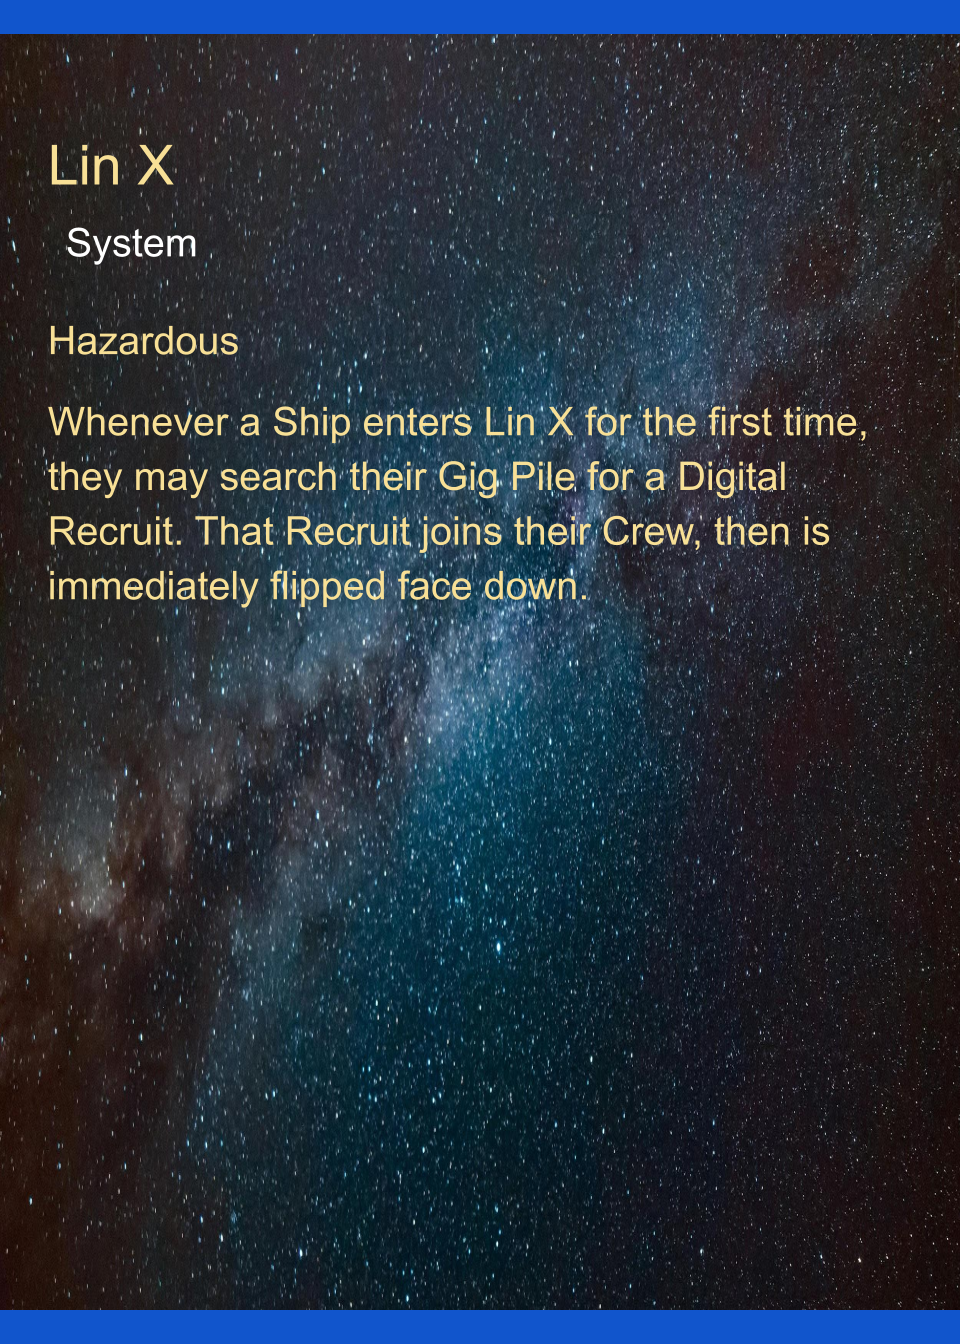 Lin X
System
Hazardous
Whenever a Ship enters Lin X for the first time,
they may search their Gig Pile for a Digital
Recruit. That Recruit joins their Crew, then is
immediately flipped face down.